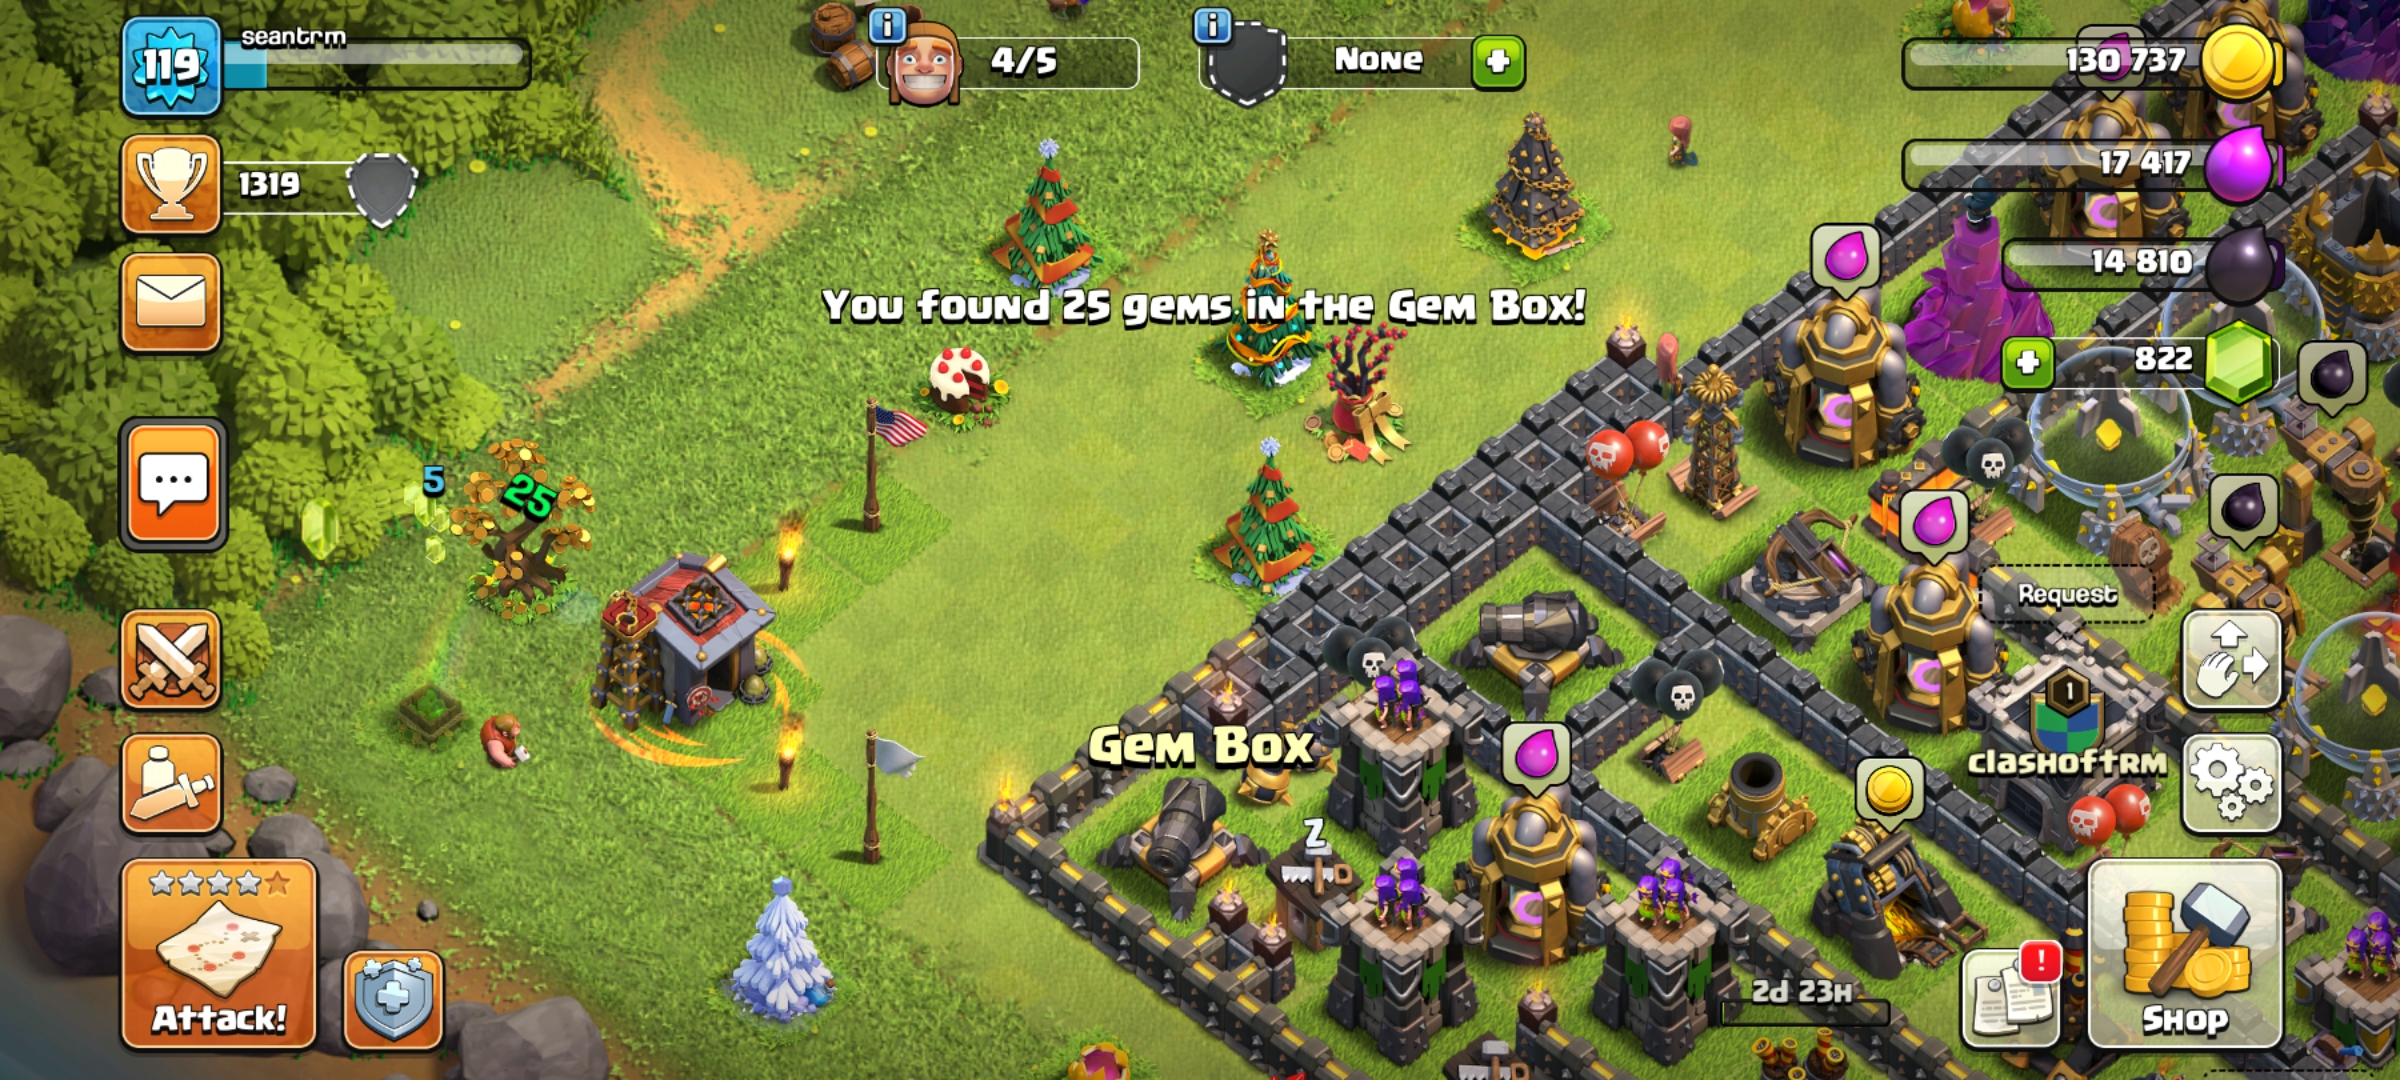 119
seantrm
4/5
None
130 737
1319
17 417
14 810
You found 25 gems in the Gem Box!
822
5
25
Request
1
Gem Box
clashofTRM
Z
2d 23H
!
Attack!
Shop